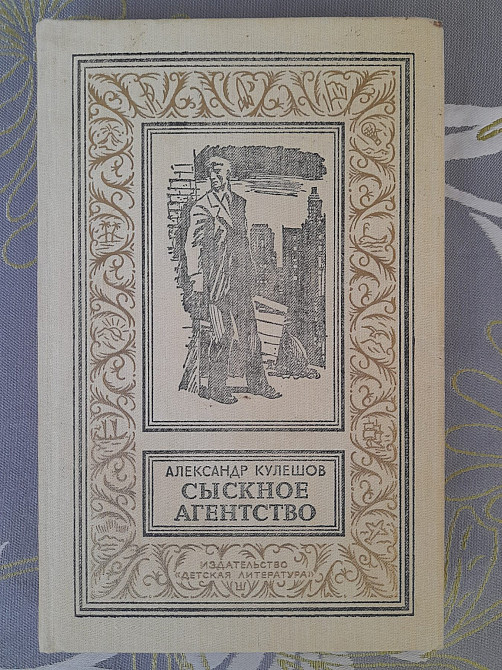 АЛЕКСАНДР КУЛЕШОВ
СЫСКНОЕ
АГЕНТСТВО
ИЗДАТЕЛЬСТВО
«ДЕТСКАЯ ЛИТЕРАТУРА»